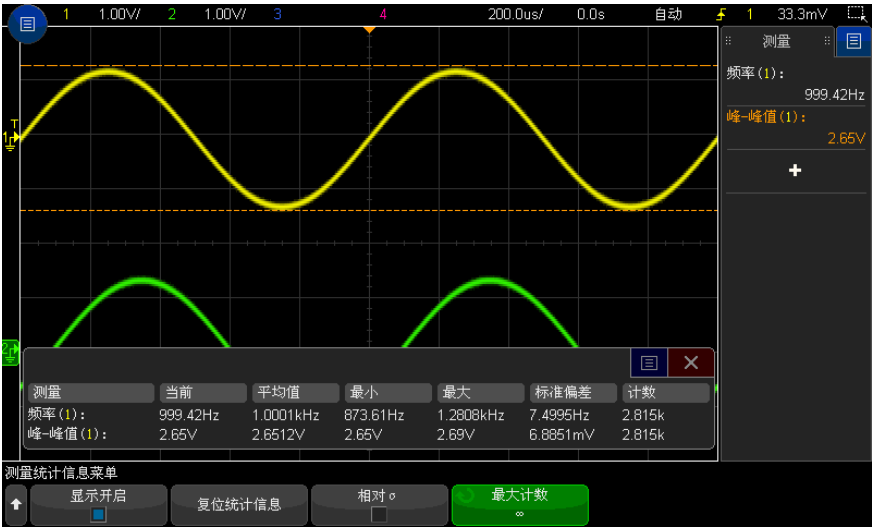 1 1.00V/ 2 1.00V/ 3 4 200.0us/ 0.0s 自动 1 33.3mV
测量
频率(1):
999.42Hz
峰-峰值(1):
2.65V
+
T
1
2
测量 当前 平均值 最小 最大 标准偏差 计数
频率(1): 999.42Hz 1.0001kHz 873.61Hz 1.2808kHz 7.4995Hz 2.815k
峰-峰值(1): 2.65V 2.6512V 2.65V 2.69V 6.8851mV 2.815k
测量统计信息菜单
显示开启 复位统计信息 相对σ 最大计数
∞